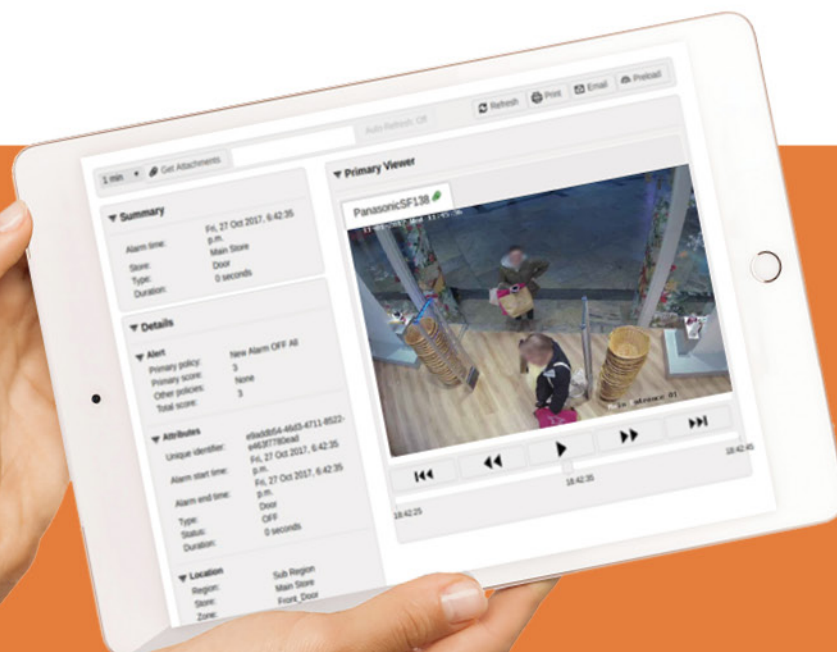 1 min
Get Attachments
Auto-Refresh: Off
Refresh
Print
Email
Preload
Summary
Alarm time: Fri, 27 Oct 2017, 6:42:35
p.m.
Store: Main Store
Type: Door
Duration: 0 seconds
Details
Alert
Primary policy: New Alarm OFF All
Primary score: 3
Other policies: None
Total score: 3
Attributes
Unique identifier:
Alarm start time: Fri, 27 Oct 2017, 6:42:35
p.m.
Alarm end time: Fri, 27 Oct 2017, 6:42:35
p.m.
Type: Door
Status: OFF
Duration: 0 seconds
Location
Region: Sub Region
Store: Main Store
Zone: Front_Door
Primary Viewer
PanasonicSF138
Main Entrance 01
18:42:25
18:42:35
18:42:45